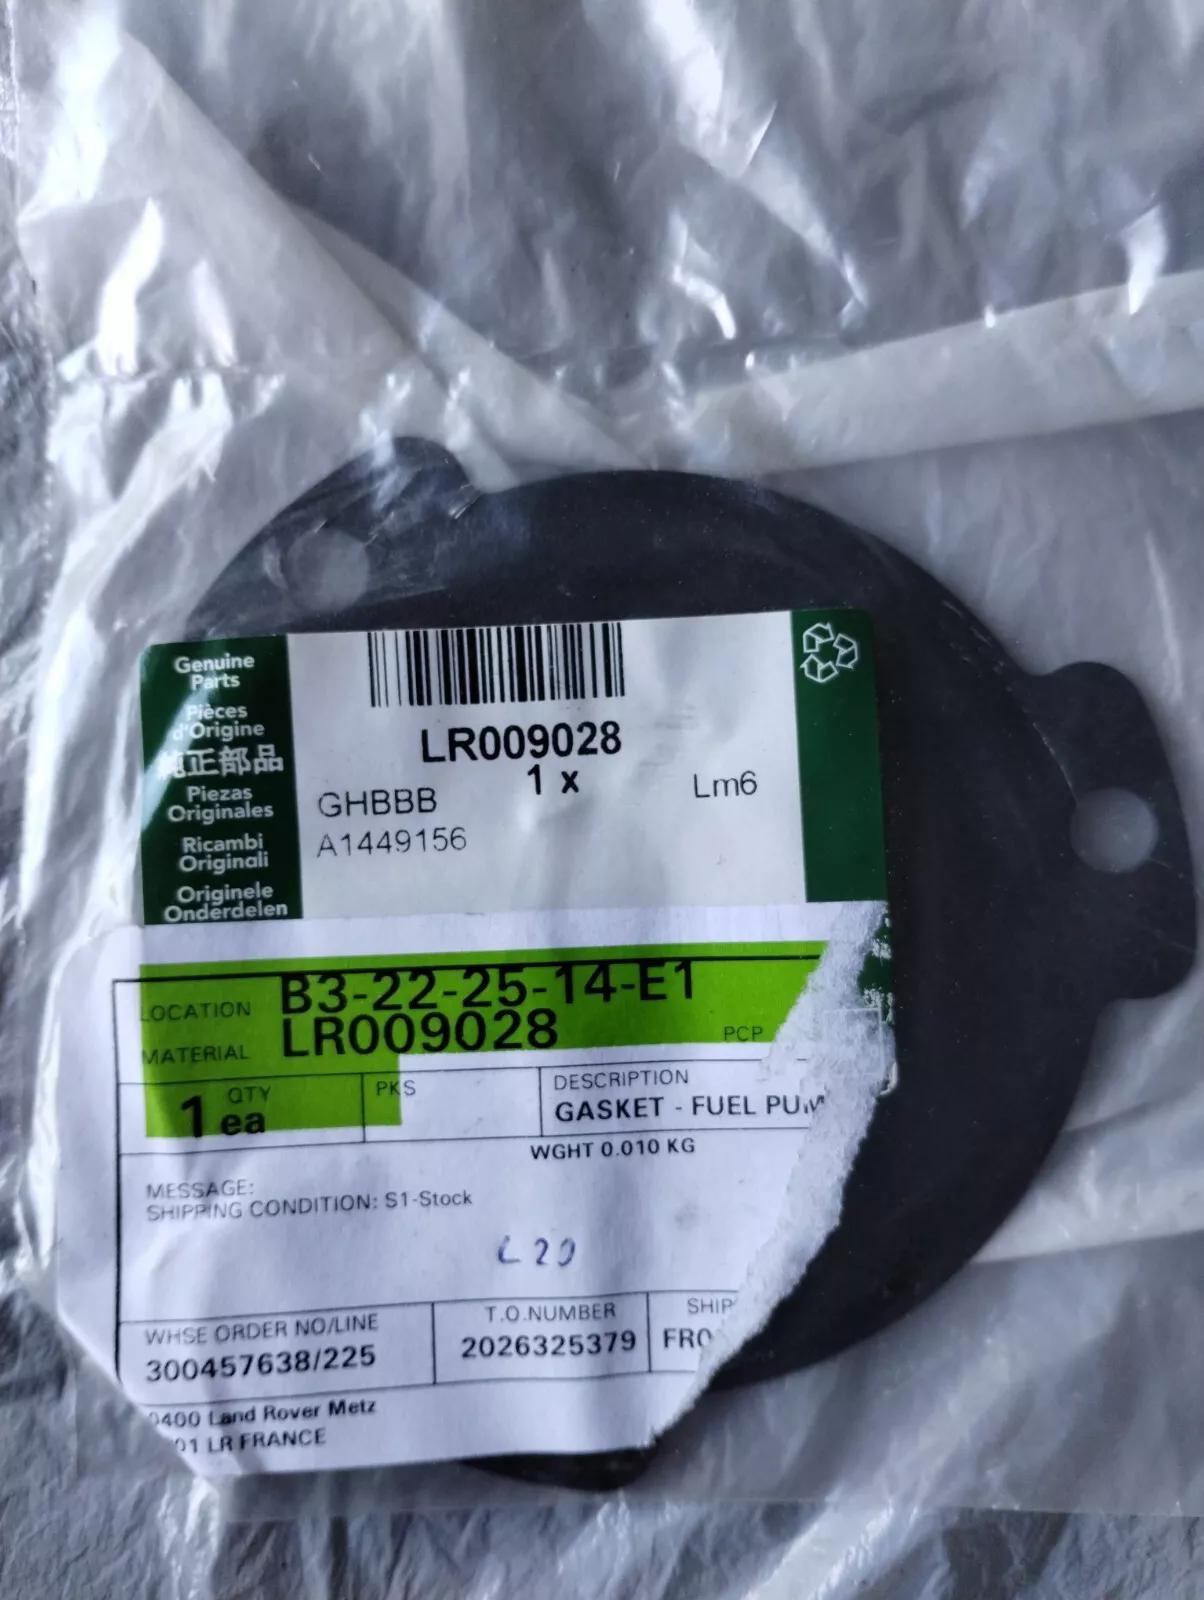 Genuine
Parts
Pièces
d'Origine
純正部品
Piezas
Originales
Ricambi
Originali
Originele
Onderdelen
LR009028
1 x
Lm6
GHBBB
A1449156
LOCATION B3-22-25-14-E1
MATERIAL LR009028 PCP
QTY
1 ea
PKS
DESCRIPTION
GASKET - FUEL PUM
WGHT 0.010 KG
MESSAGE:
SHIPPING CONDITION: S1-Stock
WHSE ORDER NO/LINE
300457638/225
T.O.NUMBER
2026325379
SHIP
FRO
0400 Land Rover Metz
01 LR FRANCE